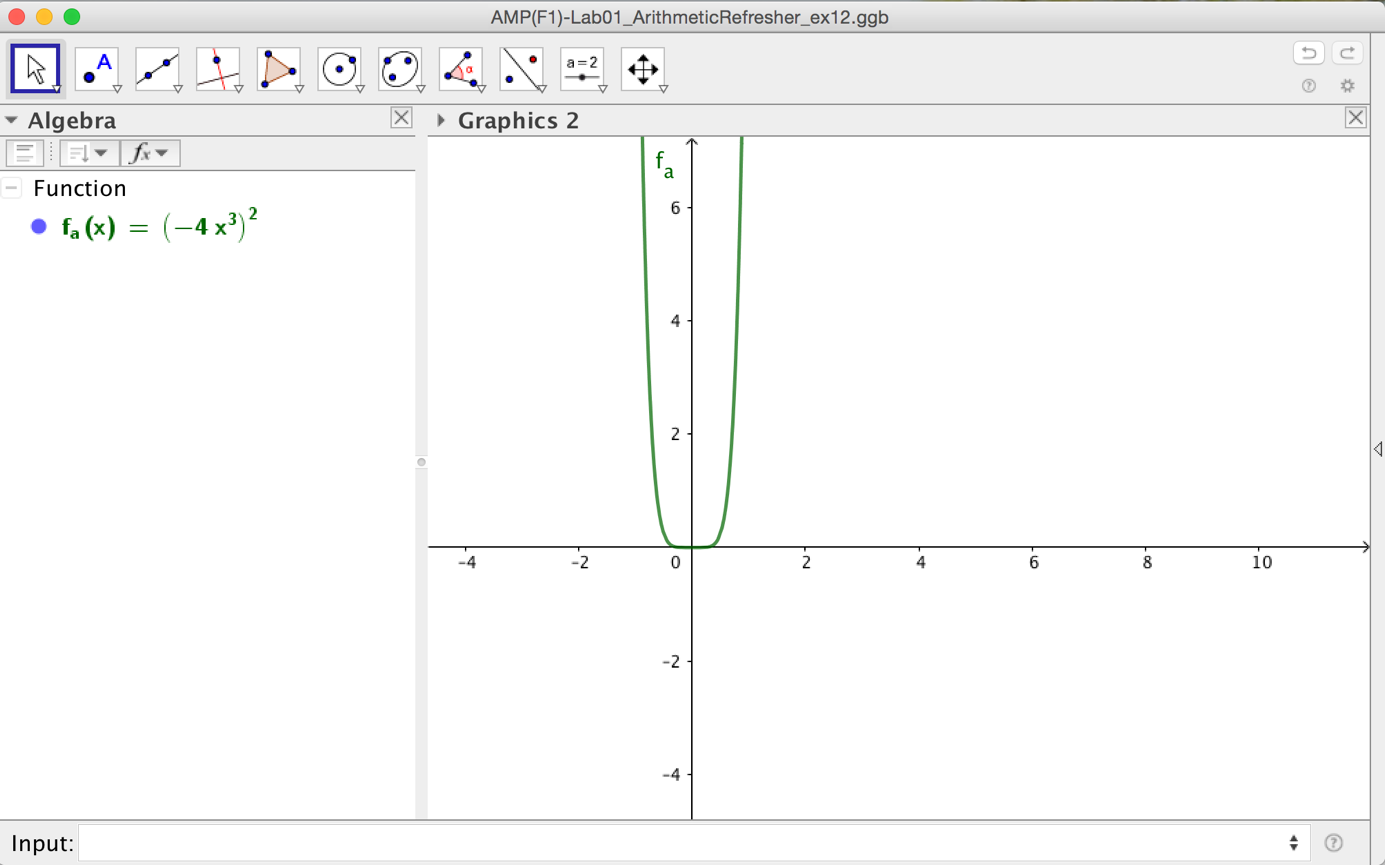 AMP(F1)-Lab01_ArithmeticRefresher_ex12.ggb
A
α
a=2
Algebra
Graphics 2
fx
Function
fₐ(x) = (−4 x³)²
fₐ
6
4
2
-4 -2 0 2 4 6 8 10
-2
-4
Input: